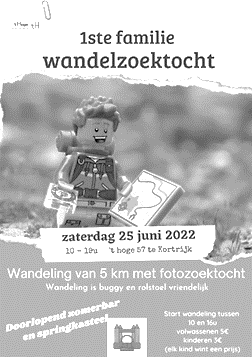 1ste familie
wandelzoektocht
zaterdag 25 juni 2022
10 - 19u 't hoge 57 te Kortrijk
Wandeling van 5 km met fotozoektocht
Wandeling is buggy en rolstoel vriendelijk
Doorlopend zomerbar
en springkasteel
Start wandeling tussen
10 en 16u
volwassenen 5€
kinderen 3€
(elk kind wint een prijs)